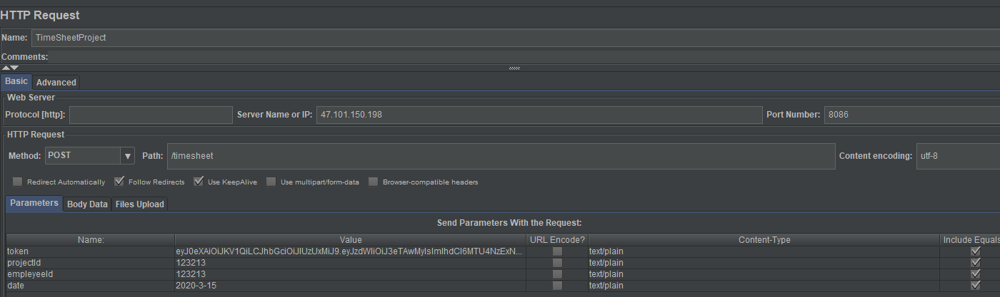 HTTP Request
Name: TimeSheetProject
Comments:
Basic Advanced
Web Server
Protocol [http]: Server Name or IP: 47.101.150.198 Port Number: 8086
HTTP Request
Method: POST Path: /timesheet Content encoding: utf-8
Redirect Automatically Follow Redirects Use KeepAlive Use multipart/form-data Browser-compatible headers
Parameters Body Data Files Upload
Send Parameters With the Request:
Name: Value URL Encode? Content-Type Include Equals
token eyJ0eXAiOiJKV1QiLCJhbGciOiJIUzUxMiJ9.eyJzdWIiOiJ3eTAwMyIsImlhdCI6MTU4NzExN... text/plain
projectId 123213 text/plain
empleyeeId 123213 text/plain
date 2020-3-15 text/plain